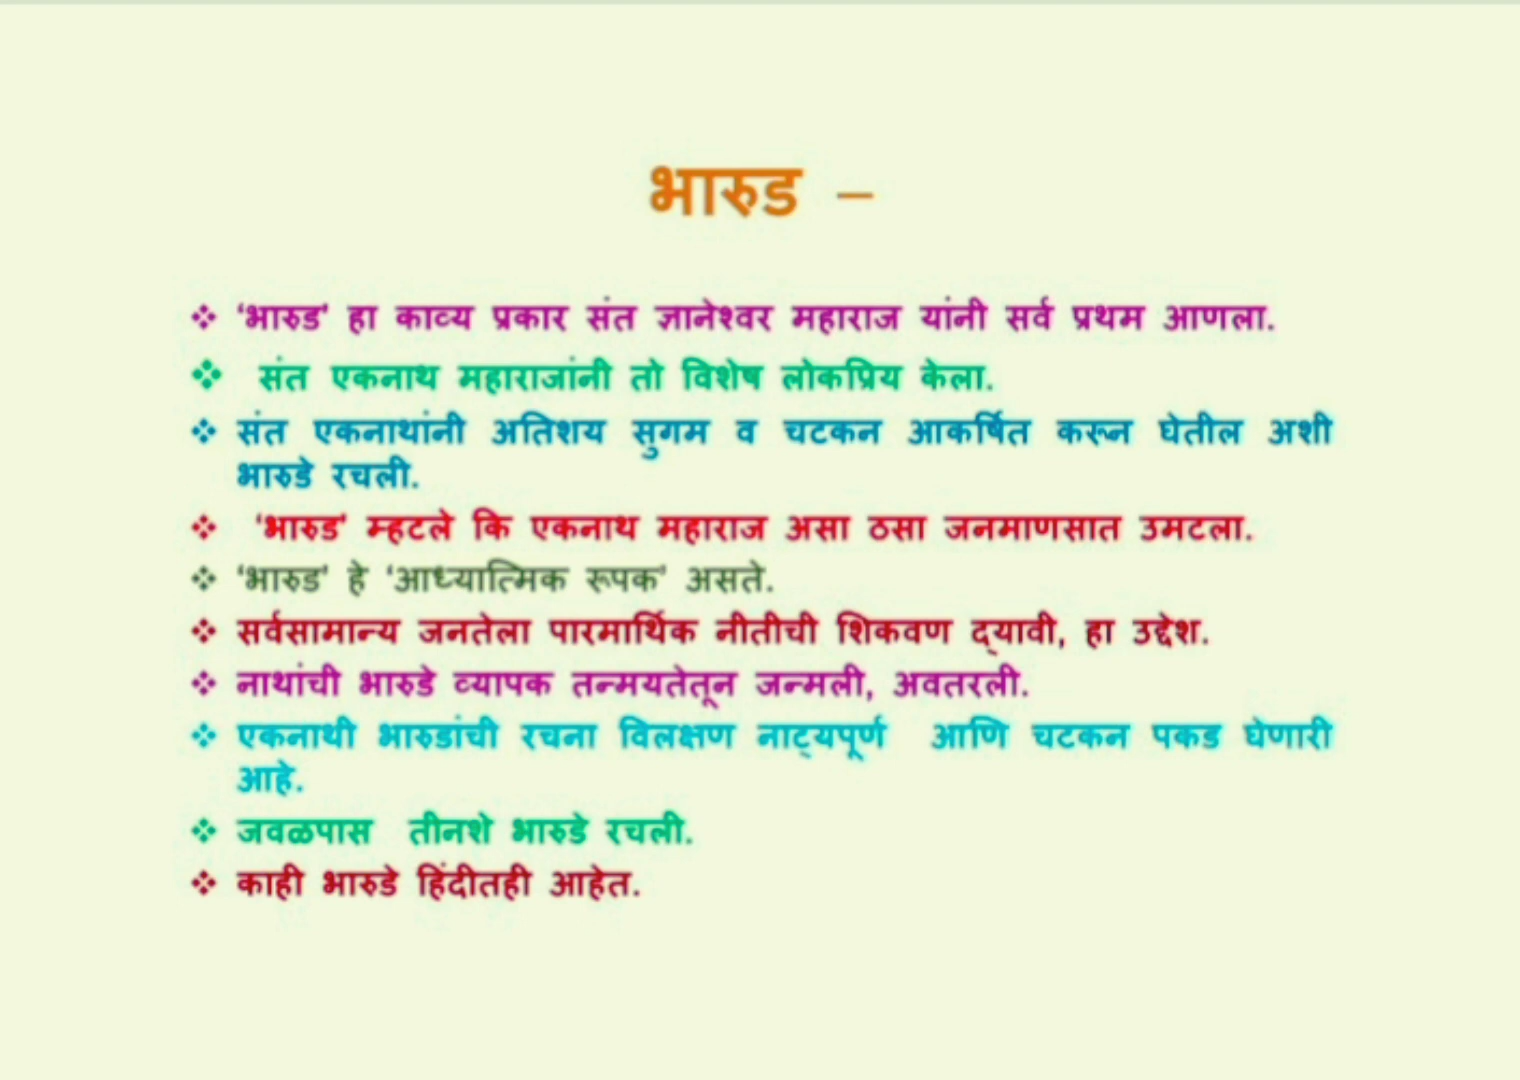 भारुड –
❖ ‘भारुड’ हा काव्य प्रकार संत ज्ञानेश्वर महाराज यांनी सर्व प्रथम आणला.
❖ संत एकनाथ महाराजांनी तो विशेष लोकप्रिय केला.
❖ संत एकनाथांनी अतिशय सुगम व चटकन आकर्षित करून घेतील अशी
भारुडे रचली.
❖ ‘भारुड’ म्हटले कि एकनाथ महाराज असा ठसा जनमाणसात उमटला.
❖ ‘भारुड’ हे ‘आध्यात्मिक रूपक’ असते.
❖ सर्वसामान्य जनतेला पारमार्थिक नीतीची शिकवण द्यावी, हा उद्देश.
❖ नाथांची भारुडे व्यापक तन्मयतेतून जन्मली, अवतरली.
❖ एकनाथी भारुडांची रचना विलक्षण नाट्यपूर्ण आणि चटकन पकड घेणारी
आहे.
❖ जवळपास तीनशे भारुडे रचली.
❖ काही भारुडे हिंदीतही आहेत.